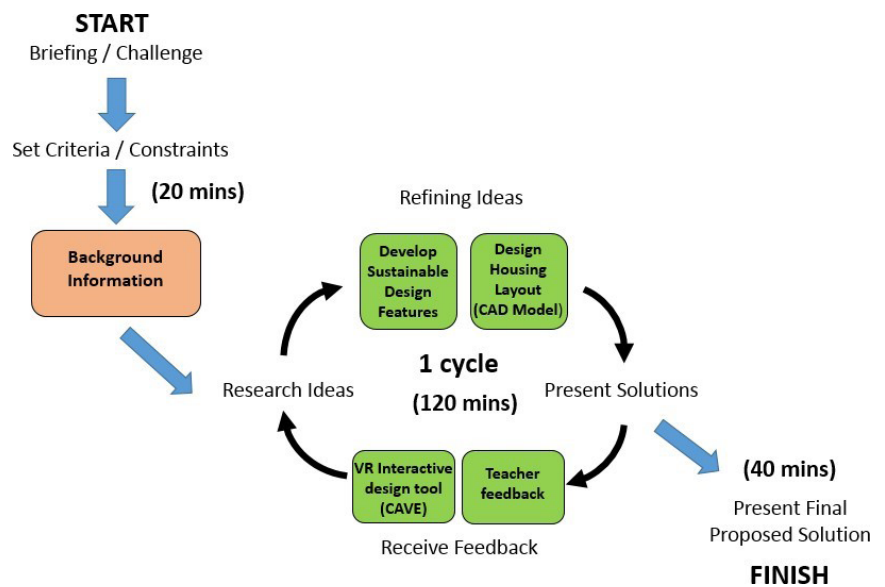 START
Briefing / Challenge
Set Criteria / Constraints
(20 mins)
Background
Information
Refining Ideas
Develop
Sustainable
Design
Features
Design
Housing
Layout
(CAD Model)
1 cycle
(120 mins)
Research Ideas
Present Solutions
VR Interactive
design tool
(CAVE)
Teacher
feedback
Receive Feedback
(40 mins)
Present Final
Proposed Solution
FINISH